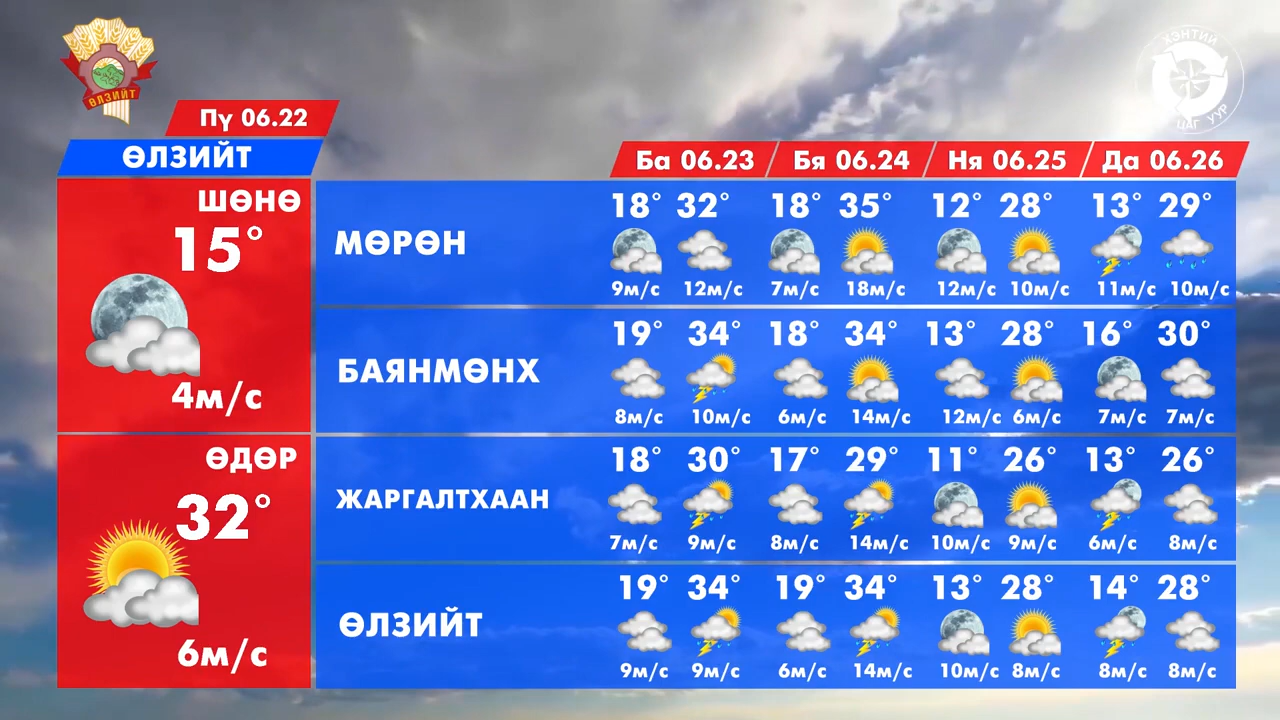 ӨЛЗИЙТ
ХЭНТИЙ
ЦАГ УУР
Пү 06.22
ӨЛЗИЙТ
ШӨНӨ
15°
4м/с
ӨДӨР
32°
6м/с
Ба 06.23 Бя 06.24 Ня 06.25 Да 06.26
18° 32° 18° 35° 12° 28° 13° 29°
МӨРӨН
9м/с 12м/с 7м/с 18м/с 12м/с 10м/с 11м/с 10м/с
19° 34° 18° 34° 13° 28° 16° 30°
БАЯНМӨНХ
8м/с 10м/с 6м/с 14м/с 12м/с 6м/с 7м/с 7м/с
18° 30° 17° 29° 11° 26° 13° 26°
ЖАРГАЛТХААН
7м/с 9м/с 8м/с 14м/с 10м/с 9м/с 6м/с 8м/с
19° 34° 19° 34° 13° 28° 14° 28°
ӨЛЗИЙТ
9м/с 9м/с 6м/с 14м/с 10м/с 8м/с 8м/с 8м/с